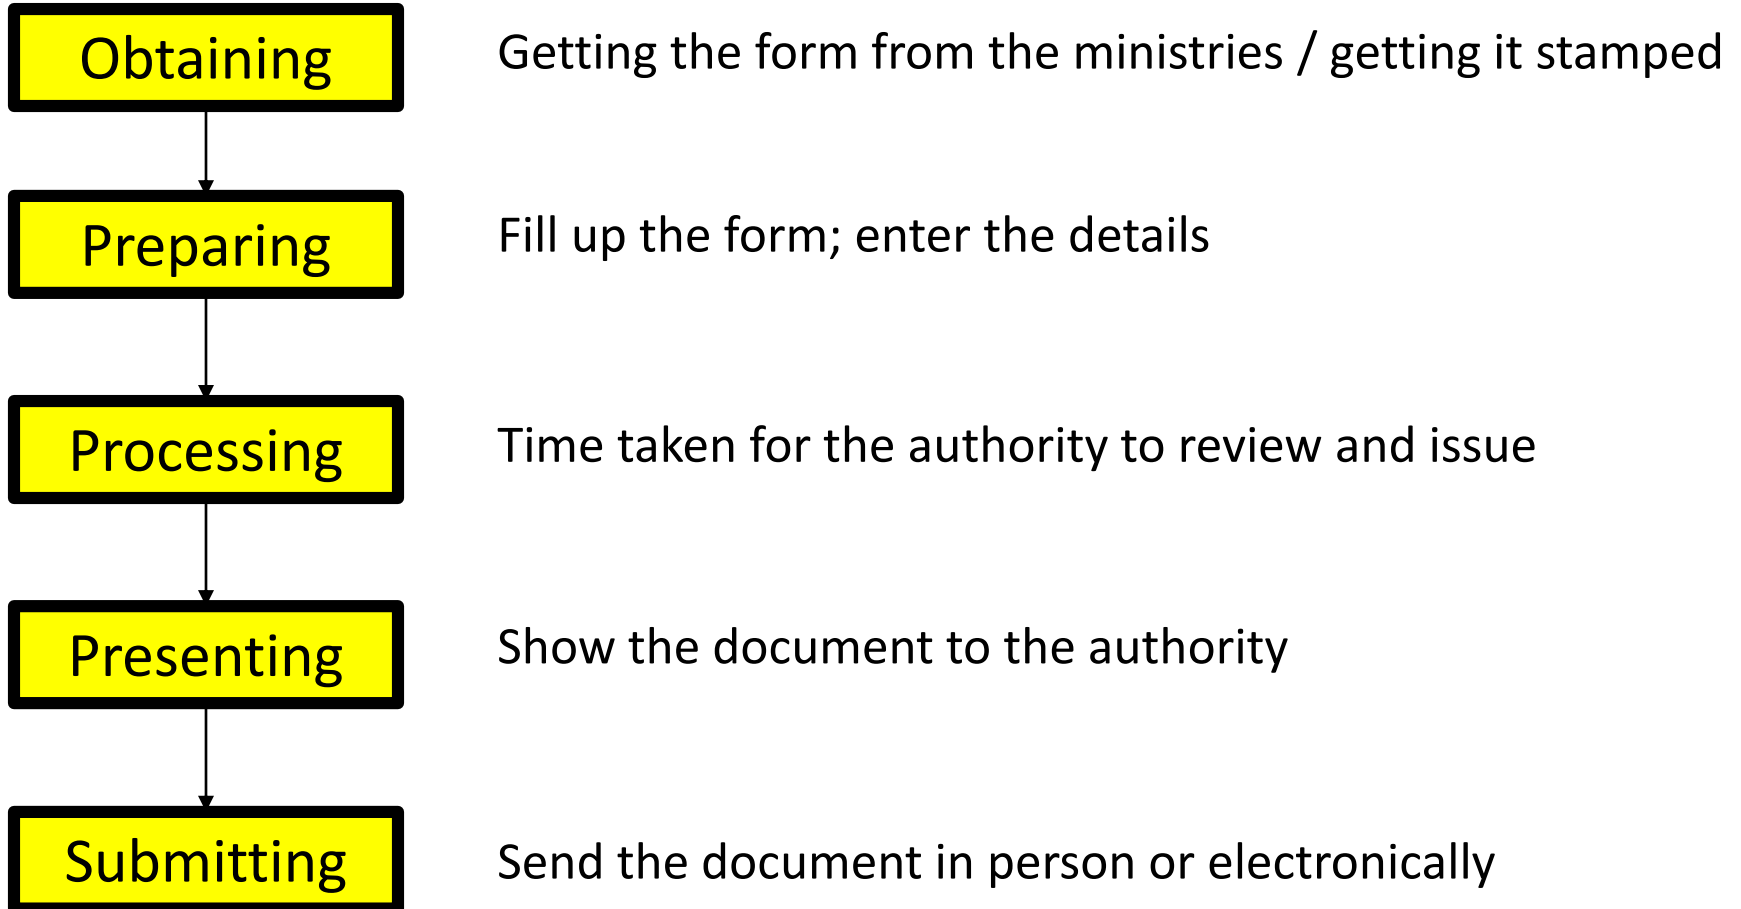 Obtaining
Getting the form from the ministries / getting it stamped
Preparing
Fill up the form; enter the details
Processing
Time taken for the authority to review and issue
Presenting
Show the document to the authority
Submitting
Send the document in person or electronically